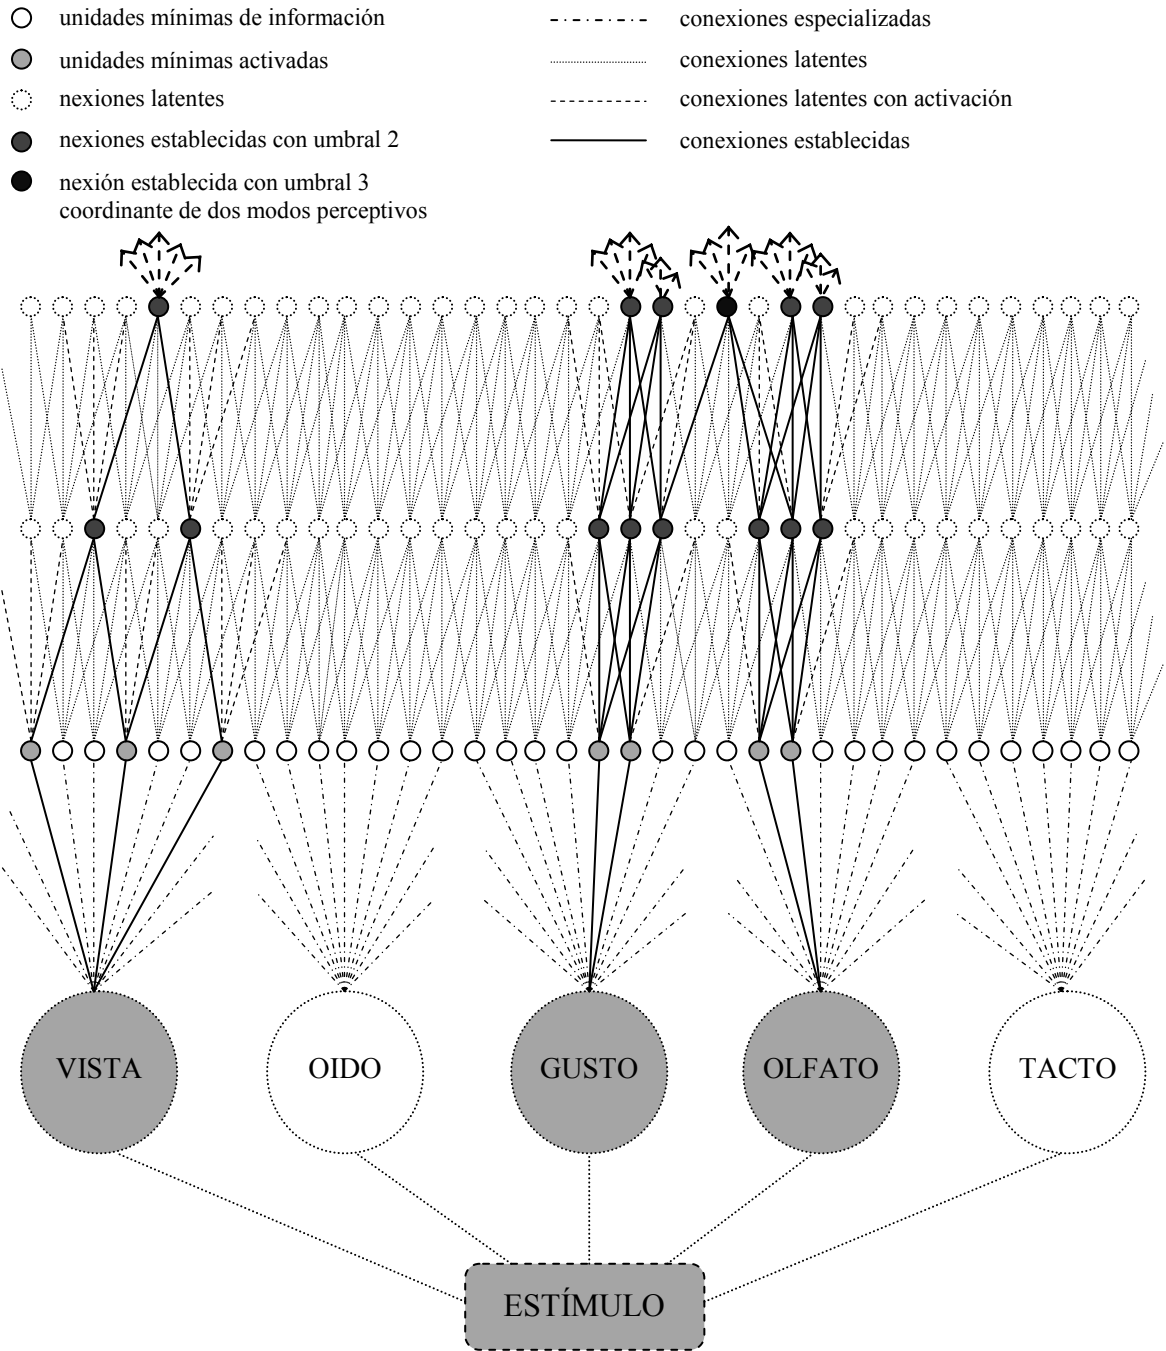 unidades mínimas de información
unidades mínimas activadas
nexiones latentes
nexiones establecidas con umbral 2
nexión establecida con umbral 3
coordinante de dos modos perceptivos
conexiones especializadas
conexiones latentes
conexiones latentes con activación
conexiones establecidas
VISTA
OIDO
GUSTO
OLFATO
TACTO
ESTÍMULO